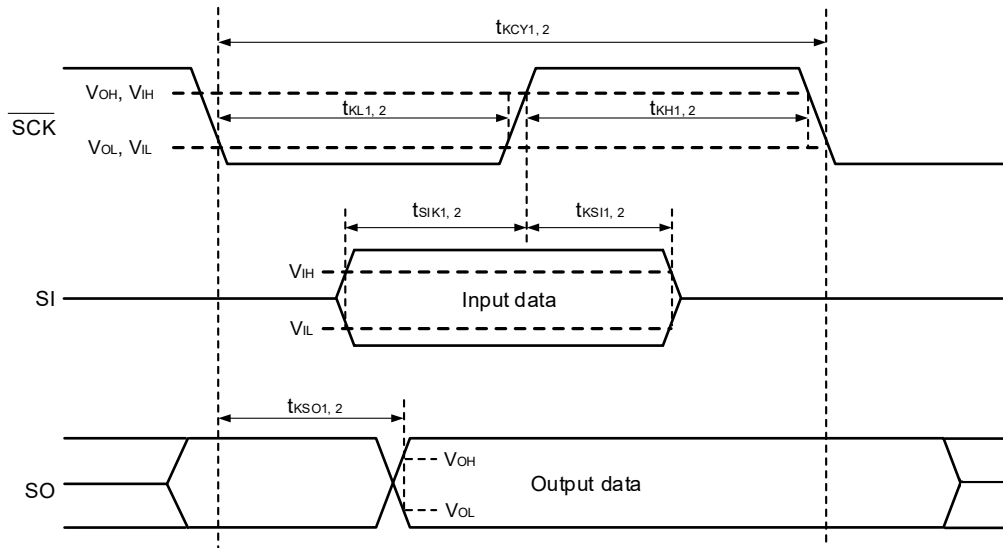 tKCY1, 2
VOH, VIH
SCK
tKL1, 2
tKH1, 2
VOL, VIL
tSIK1, 2
tKSI1, 2
VIH
SI
Input data
VIL
tKSO1, 2
VOH
SO
Output data
VOL